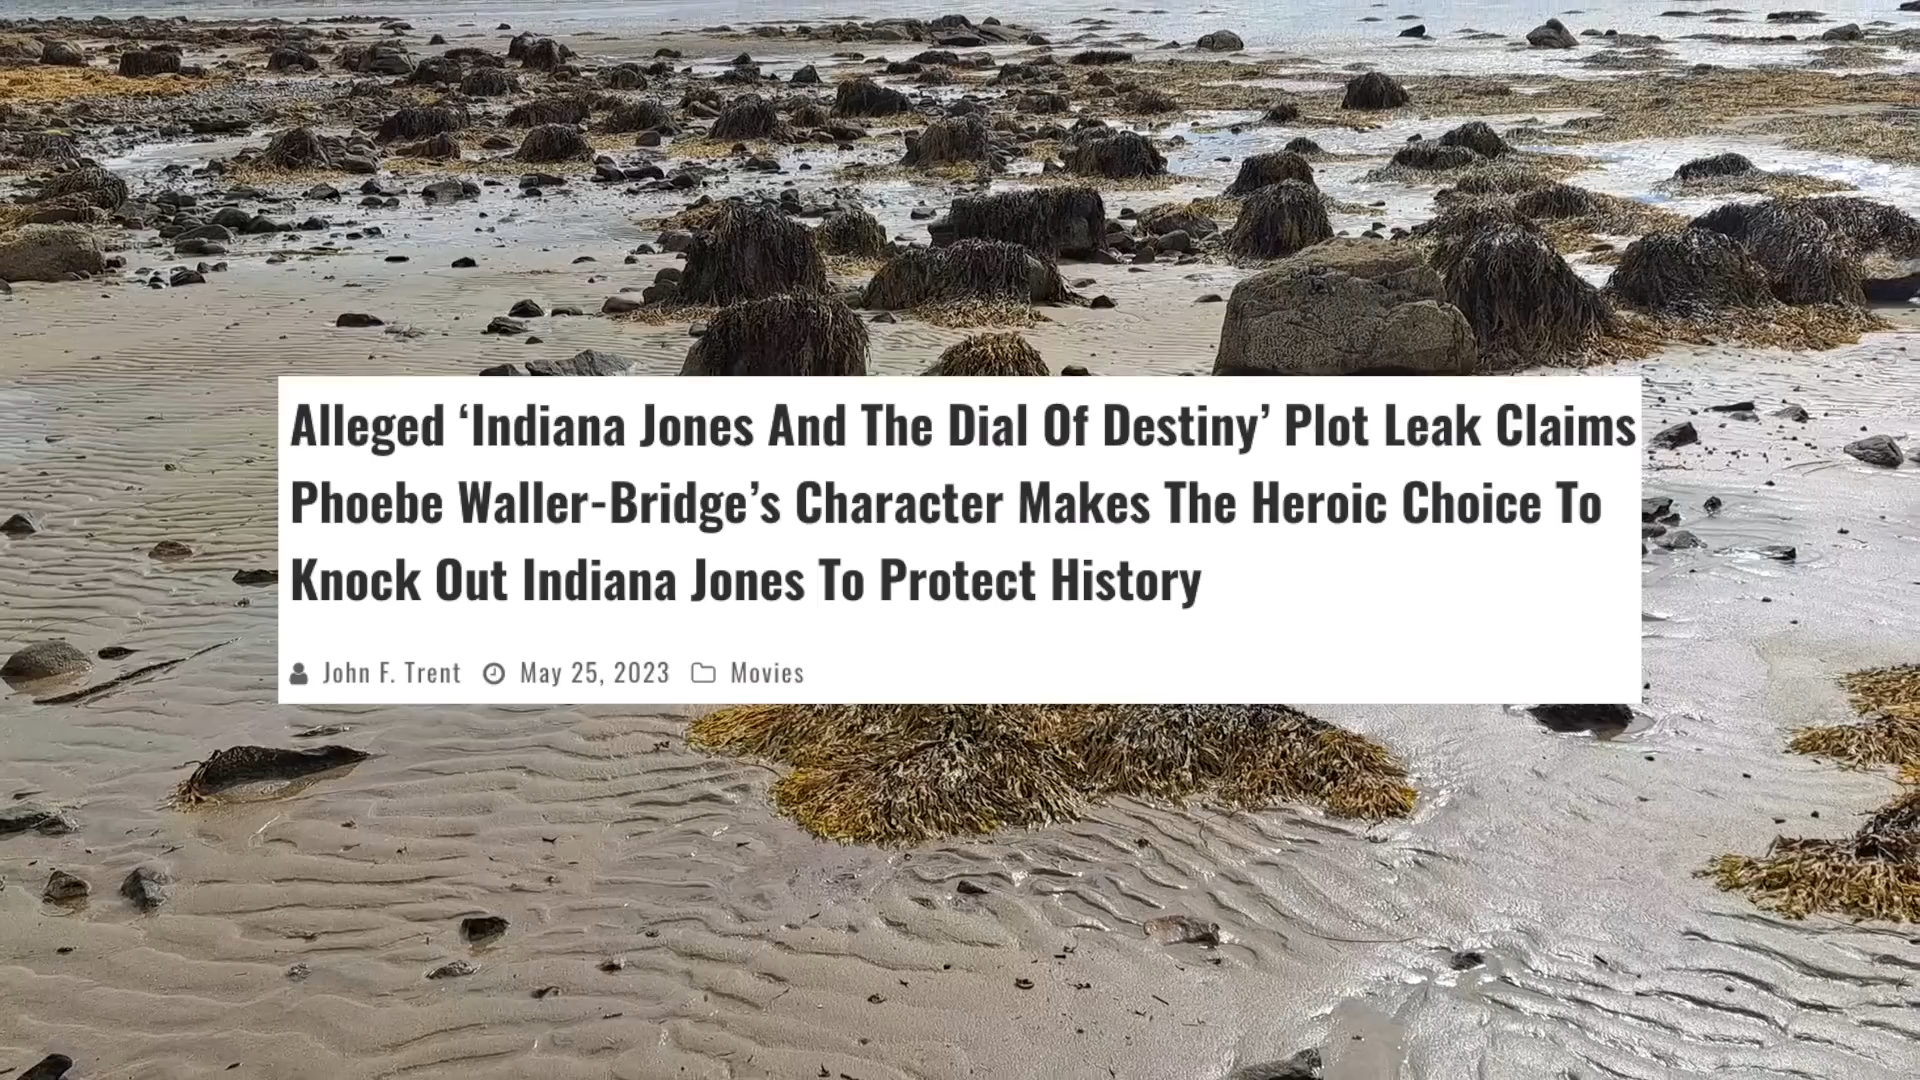 Alleged ‘Indiana Jones And The Dial Of Destiny’ Plot Leak Claims
Phoebe Waller-Bridge’s Character Makes The Heroic Choice To
Knock Out Indiana Jones To Protect History
John F. Trent May 25, 2023 Movies